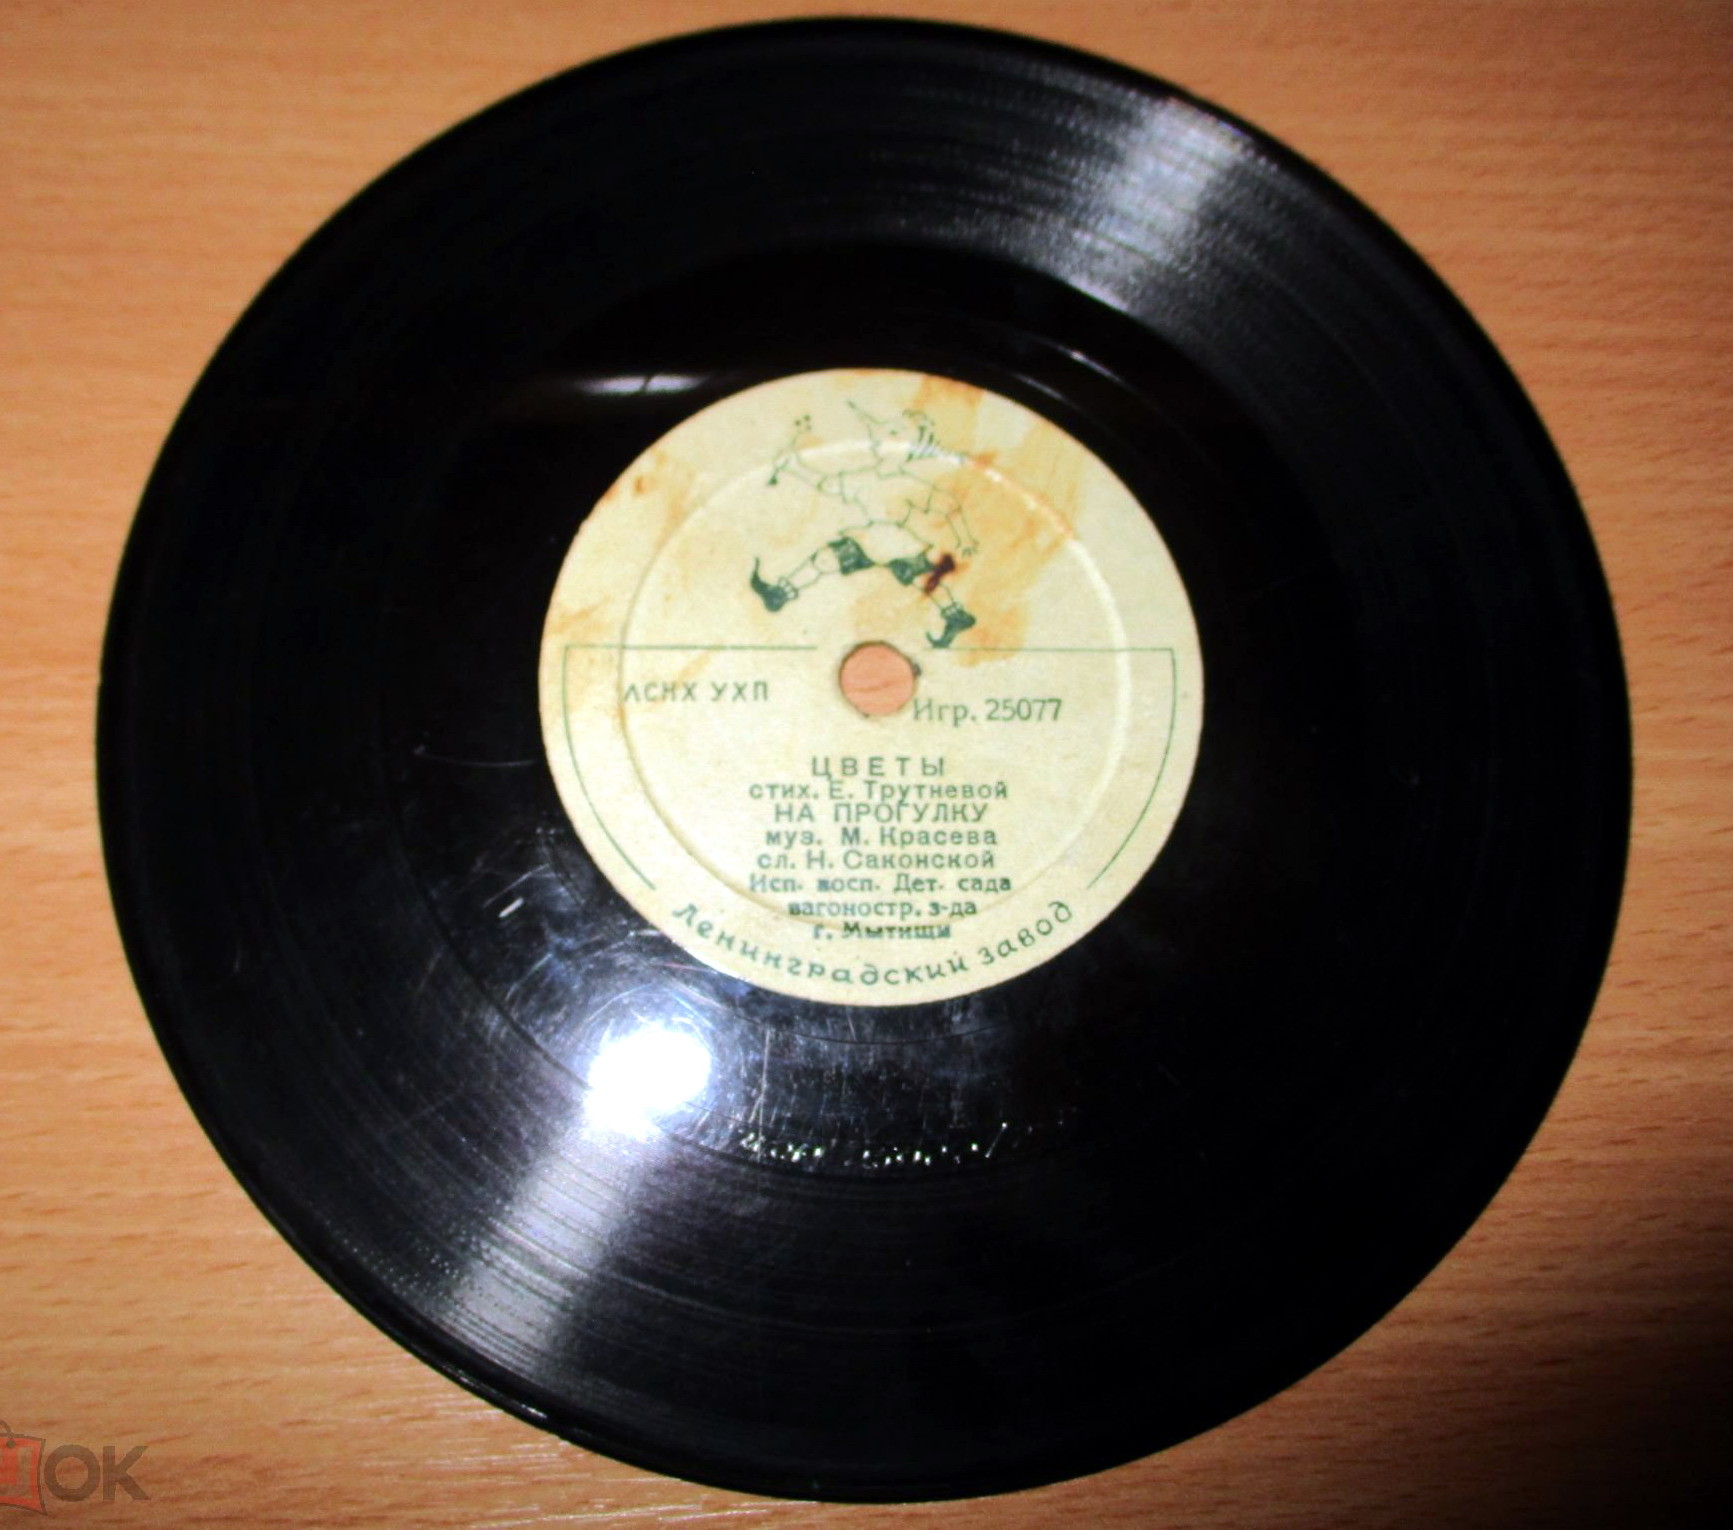 ЛСНХ УХП
Игр. 25077
ЦВЕТЫ
стих. Е. Трутневой
НА ПРОГУЛКУ
муз. М. Красева
сл. Н. Саконской
Исп. восп. Дет. сада
вагоностр. з-да
г. Мытищи
Ленинградский завод
ОК